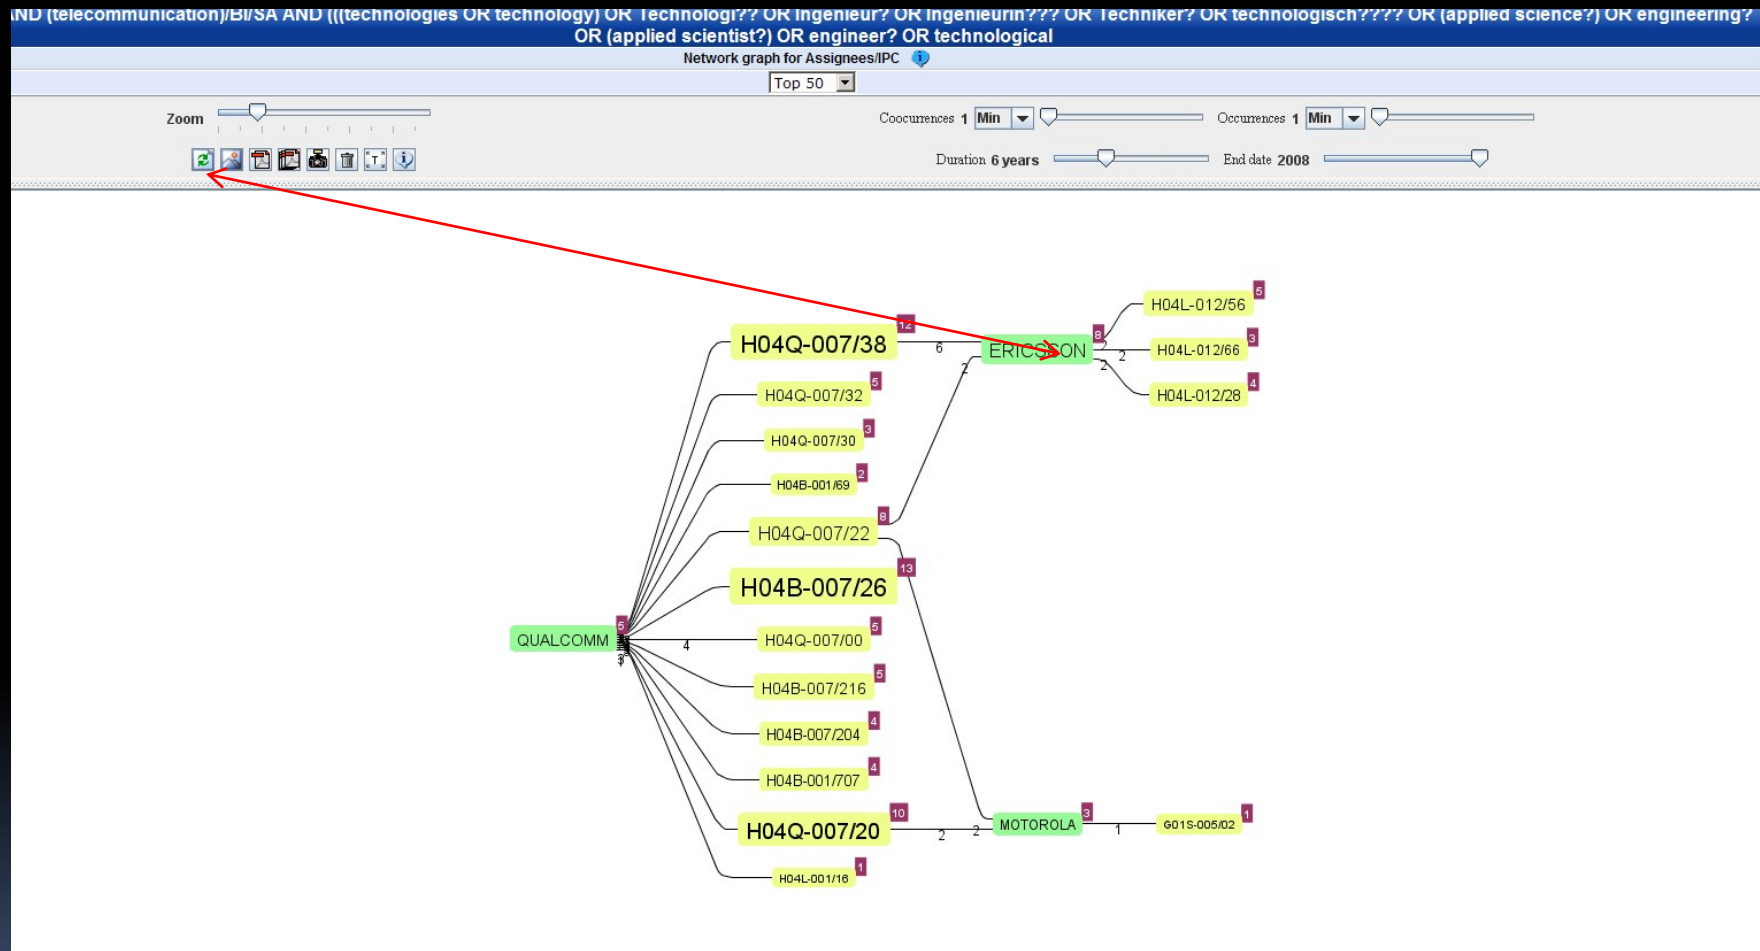 AND (telecommunication)/BI/SA AND (((technologies OR technology) OR Technologi?? OR Ingenieur? OR Ingenieurin??? OR Techniker? OR technologisch???? OR (applied science?) OR engineering?
OR (applied scientist?) OR engineer? OR technological
Network graph for Assignees/IPC
Top 50
Zoom
Coocurrences 1 Min
Occurrences 1 Min
Duration 6 years
End date 2008
H04L-012/56 5
H04Q-007/38 12
6
ERICSSON 8
2
2
2
2
H04L-012/66 3
H04Q-007/32 5
H04L-012/28 4
H04Q-007/30 3
H04B-001/69 2
H04Q-007/22 8
H04B-007/26 13
QUALCOMM 5
4
H04Q-007/00 5
H04B-007/216 5
H04B-007/204 4
H04B-001/707 4
H04Q-007/20 10
2
2
MOTOROLA 3
1
G01S-005/02 1
H04L-001/16 1